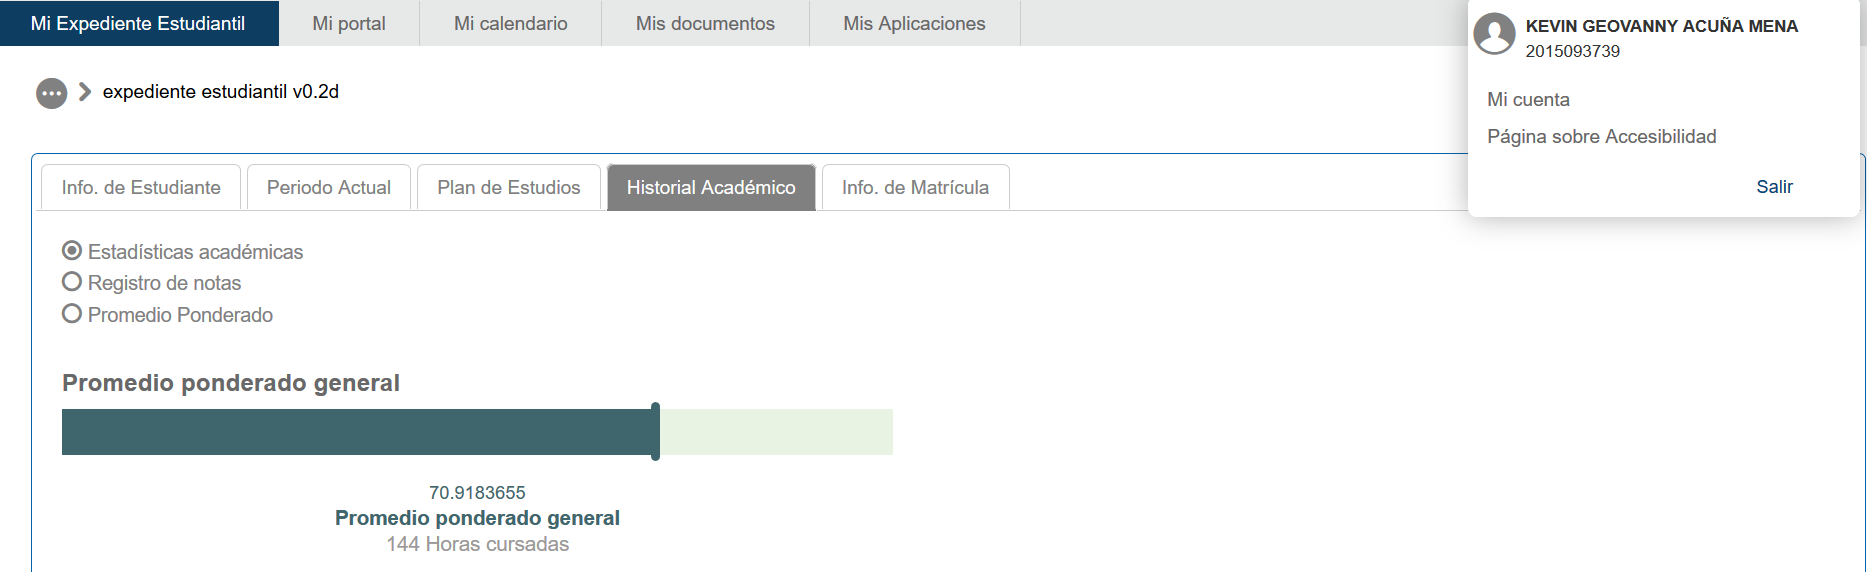 Mi Expediente Estudiantil
Mi portal
Mi calendario
Mis documentos
Mis Aplicaciones
KEVIN GEOVANNY ACUÑA MENA
2015093739
Mi cuenta
Página sobre Accesibilidad
Salir
expediente estudiantil v0.2d
Info. de Estudiante
Periodo Actual
Plan de Estudios
Historial Académico
Info. de Matrícula
Estadísticas académicas
Registro de notas
Promedio Ponderado
Promedio ponderado general
70.9183655
Promedio ponderado general
144 Horas cursadas